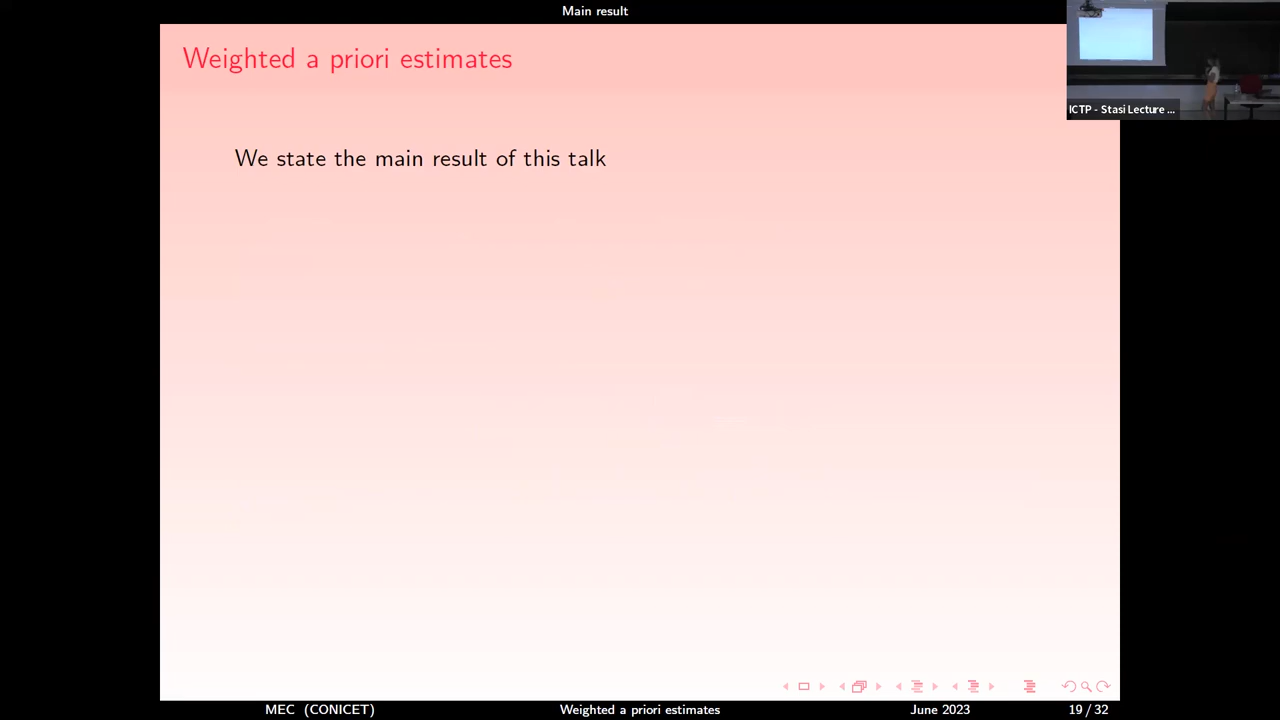 Main result
Weighted a priori estimates
ICTP - Stasi Lecture ...
We state the main result of this talk
MEC (CONICET)
Weighted a priori estimates
June 2023
19 / 32